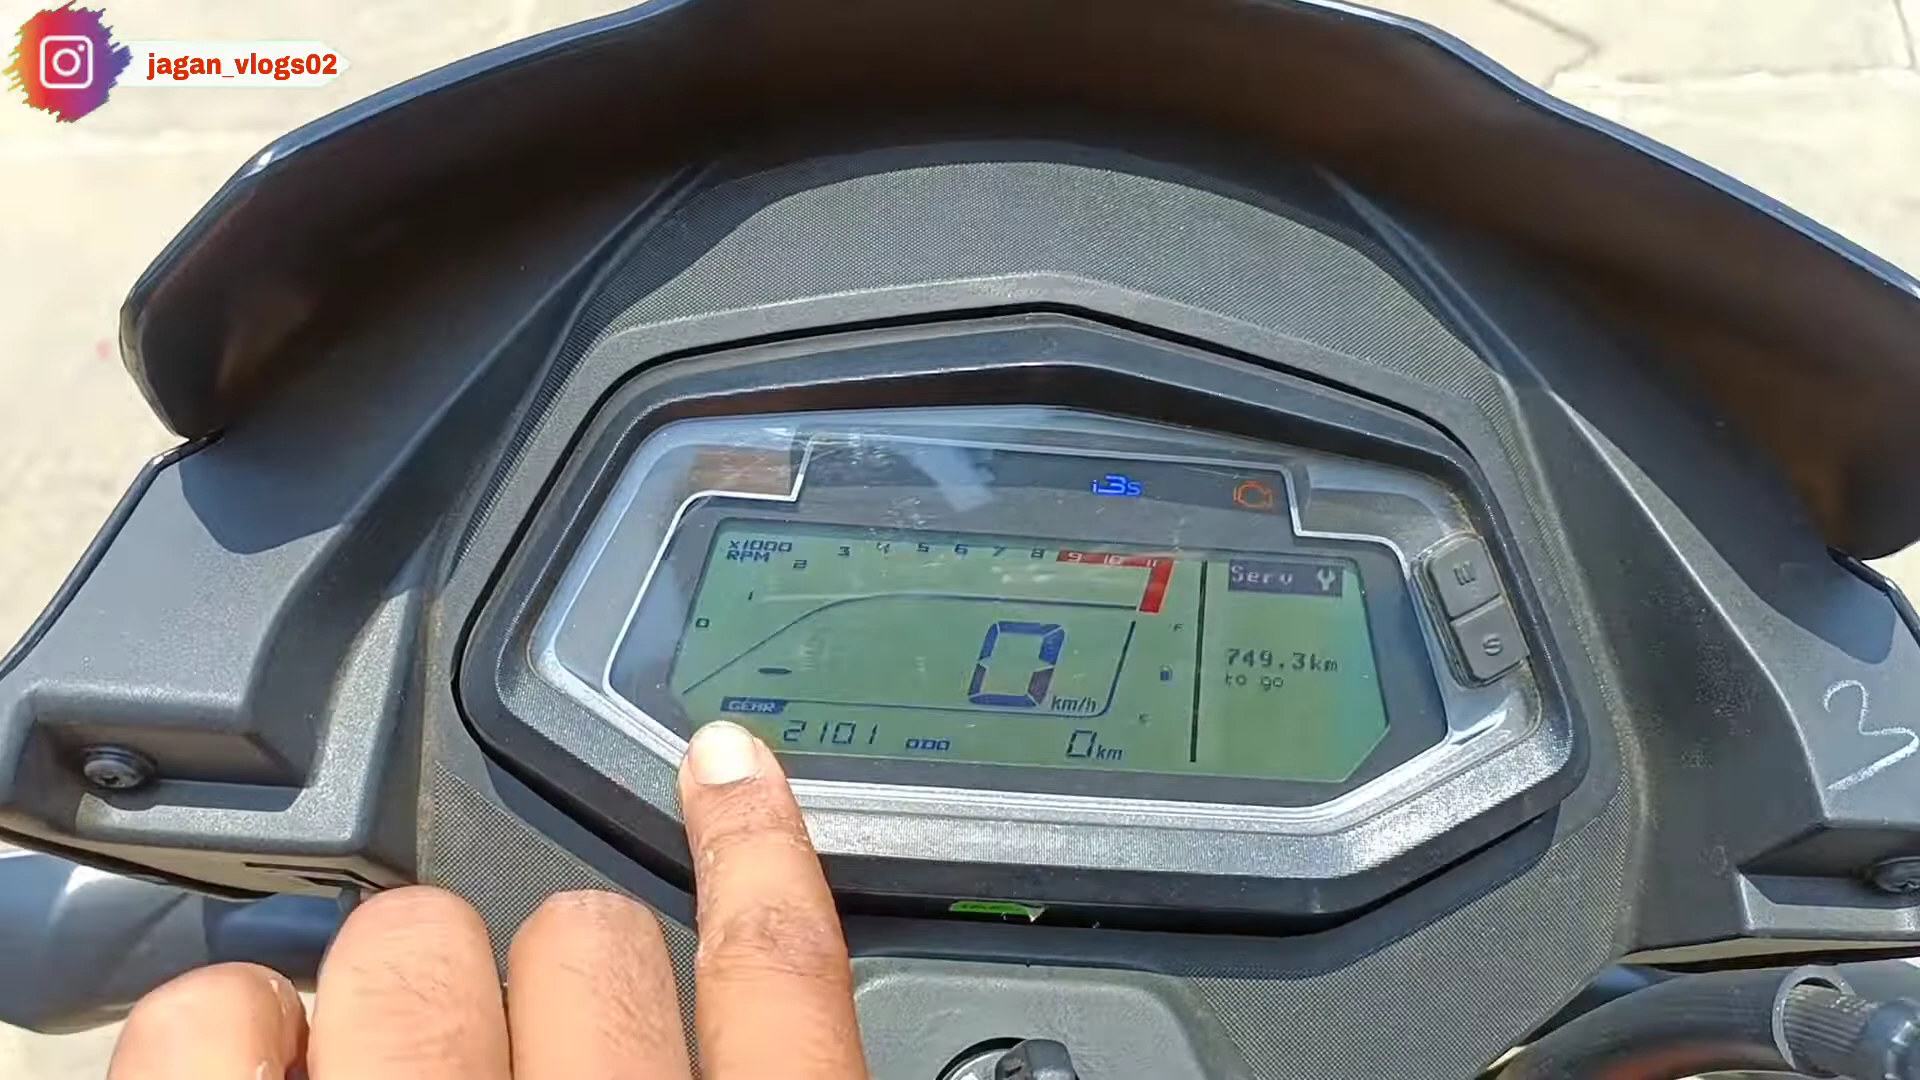 jagan_vlogs02
i3s
x1000
RPM
0 1 2 3 4 5 6 7 8 9 10 11
Serv
F
0 km/h
749.3km
to go
GEAR
E
2101 ODO
0km
M
S
3